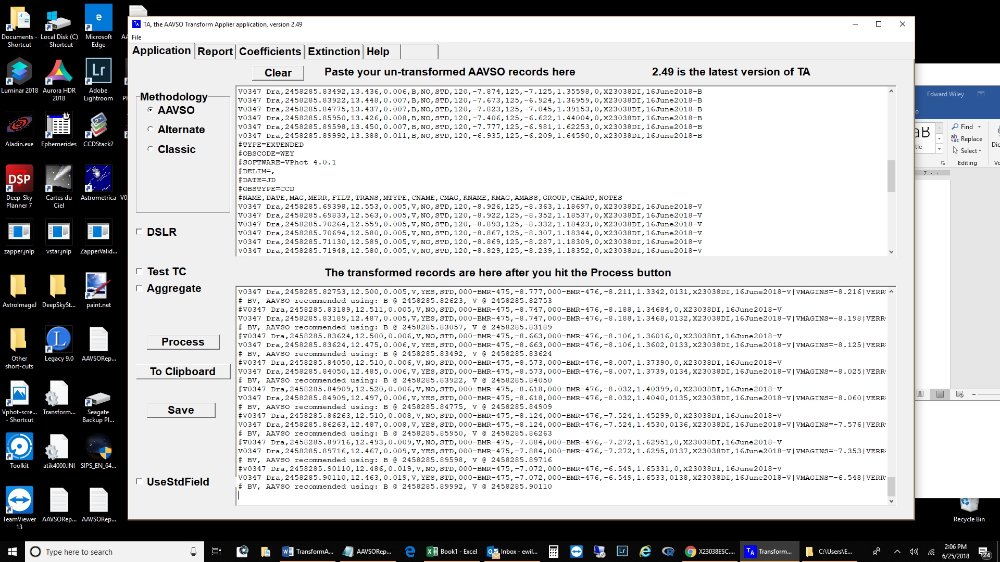 TA, the AAVSO Transform Applier application, version 2.49
File
Application Report Coefficients Extinction Help
Clear
Paste your un-transformed AAVSO records here
2.49 is the latest version of TA
Methodology
AAVSO
Alternate
Classic
DSLR
Test TC
Aggregate
Process
To Clipboard
Save
UseStdField
V0347 Dra,2458285.83492,13.436,0.006,B,NO,STD,120,-7.874,125,-7.125,1.35598,0,X23038DI,16June2018-B
V0347 Dra,2458285.83922,13.448,0.007,B,NO,STD,120,-7.673,125,-6.924,1.36959,0,X23038DI,16June2018-B
V0347 Dra,2458285.84775,13.437,0.007,B,NO,STD,120,-7.823,125,-7.045,1.39153,0,X23038DI,16June2018-B
V0347 Dra,2458285.85950,13.426,0.008,B,NO,STD,120,-7.406,125,-6.622,1.44004,0,X23038DI,16June2018-B
V0347 Dra,2458285.89598,13.450,0.007,B,NO,STD,120,-7.777,125,-6.981,1.62253,0,X23038DI,16June2018-B
V0347 Dra,2458285.89992,13.388,0.011,B,NO,STD,120,-6.935,125,-6.209,1.64590,0,X23038DI,16June2018-B
#TYPE=EXTENDED
#OBSCODE=WEY
#SOFTWARE=VPhot 4.0.1
#DELIM=,
#DATE=JD
#OBSTYPE=CCD
#NAME,DATE,MAG,MERR,FILT,TRANS,MTYPE,CNAME,CMAG,KNAME,KMAG,AMASS,GROUP,CHART,NOTES
V0347 Dra,2458285.69398,12.553,0.005,V,NO,STD,120,-8.926,125,-8.363,1.18697,0,X23038DI,16June2018-V
V0347 Dra,2458285.69833,12.563,0.005,V,NO,STD,120,-8.922,125,-8.352,1.18537,0,X23038DI,16June2018-V
V0347 Dra,2458285.70264,12.559,0.005,V,NO,STD,120,-8.893,125,-8.332,1.18423,0,X23038DI,16June2018-V
V0347 Dra,2458285.70694,12.580,0.005,V,NO,STD,120,-8.867,125,-8.307,1.18344,0,X23038DI,16June2018-V
V0347 Dra,2458285.71130,12.589,0.005,V,NO,STD,120,-8.869,125,-8.287,1.18309,0,X23038DI,16June2018-V
V0347 Dra,2458285.71948,12.580,0.005,V,NO,STD,120,-8.829,125,-8.239,1.18352,0,X23038DI,16June2018-V
The transformed records are here after you hit the Process button
V0347 Dra,2458285.82753,12.500,0.005,V,YES,STD,000-BMR-475,-8.777,000-BMR-476,-8.211,1.3342,0131,X23038DI,16June2018-V|VMAGINS=-8.216|VERR=
# BV, AAVSO recommended using: B @ 2458285.82623, V @ 2458285.82753
#V0347 Dra,2458285.83189,12.511,0.005,V,NO,STD,000-BMR-475,-8.747,000-BMR-476,-8.188,1.34684,0,X23038DI,16June2018-V
V0347 Dra,2458285.83189,12.487,0.005,V,YES,STD,000-BMR-475,-8.747,000-BMR-476,-8.188,1.3468,0132,X23038DI,16June2018-V|VMAGINS=-8.198|VERR=
# BV, AAVSO recommended using: B @ 2458285.83057, V @ 2458285.83189
#V0347 Dra,2458285.83624,12.500,0.006,V,NO,STD,000-BMR-475,-8.663,000-BMR-476,-8.106,1.36016,0,X23038DI,16June2018-V
V0347 Dra,2458285.83624,12.475,0.006,V,YES,STD,000-BMR-475,-8.663,000-BMR-476,-8.106,1.3602,0133,X23038DI,16June2018-V|VMAGINS=-8.125|VERR=
# BV, AAVSO recommended using: B @ 2458285.83492, V @ 2458285.83624
#V0347 Dra,2458285.84050,12.510,0.006,V,NO,STD,000-BMR-475,-8.573,000-BMR-476,-8.007,1.37390,0,X23038DI,16June2018-V
V0347 Dra,2458285.84050,12.485,0.006,V,YES,STD,000-BMR-475,-8.573,000-BMR-476,-8.007,1.3739,0134,X23038DI,16June2018-V|VMAGINS=-8.025|VERR=
# BV, AAVSO recommended using: B @ 2458285.83922, V @ 2458285.84050
#V0347 Dra,2458285.84909,12.520,0.006,V,NO,STD,000-BMR-475,-8.618,000-BMR-476,-8.032,1.40399,0,X23038DI,16June2018-V
V0347 Dra,2458285.84909,12.497,0.006,V,YES,STD,000-BMR-475,-8.618,000-BMR-476,-8.032,1.4040,0135,X23038DI,16June2018-V|VMAGINS=-8.060|VERR=
# BV, AAVSO recommended using: B @ 2458285.84775, V @ 2458285.84909
#V0347 Dra,2458285.86263,12.510,0.008,V,NO,STD,000-BMR-475,-8.124,000-BMR-476,-7.524,1.45299,0,X23038DI,16June2018-V
V0347 Dra,2458285.86263,12.487,0.008,V,YES,STD,000-BMR-475,-8.124,000-BMR-476,-7.524,1.4530,0136,X23038DI,16June2018-V|VMAGINS=-7.576|VERR=
# BV, AAVSO recommended using: B @ 2458285.85950, V @ 2458285.86263
#V0347 Dra,2458285.89716,12.493,0.009,V,NO,STD,000-BMR-475,-7.884,000-BMR-476,-7.272,1.62951,0,X23038DI,16June2018-V
V0347 Dra,2458285.89716,12.467,0.009,V,YES,STD,000-BMR-475,-7.884,000-BMR-476,-7.272,1.6295,0137,X23038DI,16June2018-V|VMAGINS=-7.353|VERR=
# BV, AAVSO recommended using: B @ 2458285.89598, V @ 2458285.89716
#V0347 Dra,2458285.90110,12.486,0.019,V,NO,STD,000-BMR-475,-7.072,000-BMR-476,-6.549,1.65331,0,X23038DI,16June2018-V
V0347 Dra,2458285.90110,12.463,0.019,V,YES,STD,000-BMR-475,-7.072,000-BMR-476,-6.549,1.6533,0138,X23038DI,16June2018-V|VMAGINS=-6.548|VERR=
# BV, AAVSO recommended using: B @ 2458285.89992, V @ 2458285.90110
Documents - Shortcut
Local Disk (C) - Shortcut
Microsoft Edge
Luminar 2018
Aurora HDR 2018
Adobe Lightroom
Aladin.exe
Ephemerides
CCDStack2
Deep-Sky Planner 7
Cartes du Ciel
Astrometrica
zapper.jnlp
vstar.jnlp
ZapperValid...
AstroImageJ
DeepSkySt...
paint.net
Other short-cuts
Legacy 9.0
AAVSORep...
Vphot-scre... - Shortcut
Transform...
Seagate Backup Pl...
Toolkit
atik4000.INI
SIPS_EN_64...
TeamViewer 13
AAVSORep...
AAVSORep...
Edward Wiley
Find
Replace
Select
Editing
Recycle Bin
Type here to search
TransformA...
AAVSORep...
Book1 - Excel
Inbox - ewil...
X23038ESC....
Transform...
C:\Users\E...
2:06 PM
6/25/2018
24